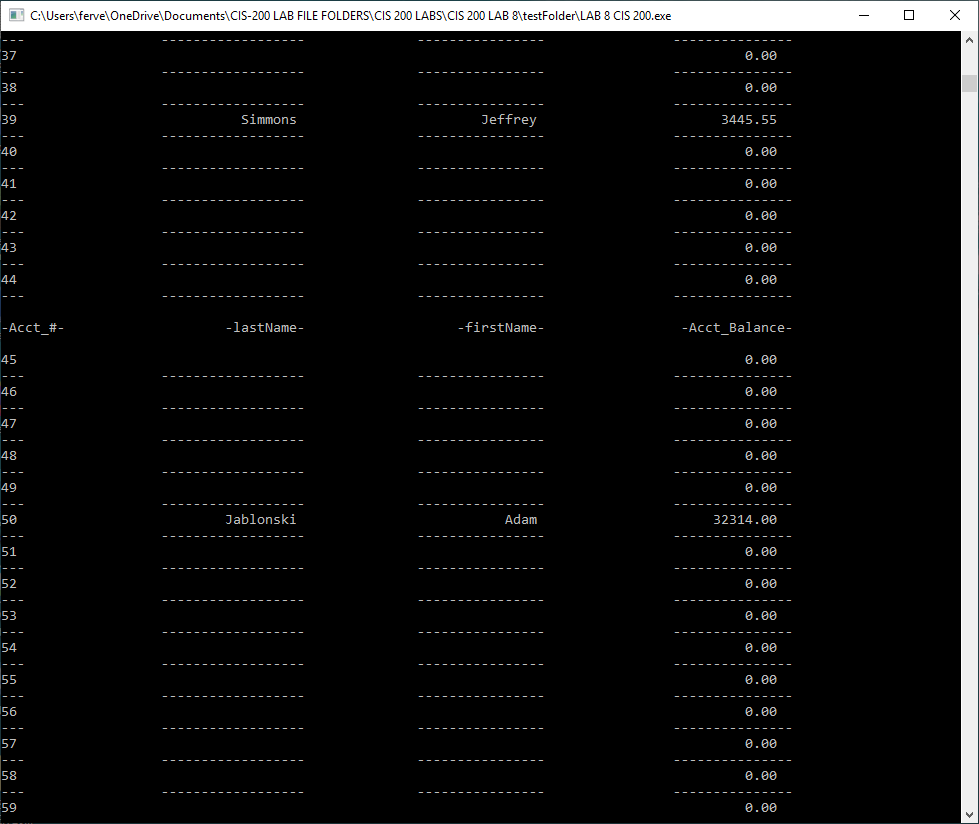 C:\Users\ferve\OneDrive\Documents\CIS-200 LAB FILE FOLDERS\CIS 200 LABS\CIS 200 LAB 8\testFolder\LAB 8 CIS 200.exe
--- ------------------ ---------------- ---------------
37 0.00
--- ------------------ ---------------- ---------------
38 0.00
--- ------------------ ---------------- ---------------
39 Simmons Jeffrey 3445.55
--- ------------------ ---------------- ---------------
40 0.00
--- ------------------ ---------------- ---------------
41 0.00
--- ------------------ ---------------- ---------------
42 0.00
--- ------------------ ---------------- ---------------
43 0.00
--- ------------------ ---------------- ---------------
44 0.00
--- ------------------ ---------------- ---------------
-Acct_#- -lastName- -firstName- -Acct_Balance-
45 0.00
--- ------------------ ---------------- ---------------
46 0.00
--- ------------------ ---------------- ---------------
47 0.00
--- ------------------ ---------------- ---------------
48 0.00
--- ------------------ ---------------- ---------------
49 0.00
--- ------------------ ---------------- ---------------
50 Jablonski Adam 32314.00
--- ------------------ ---------------- ---------------
51 0.00
--- ------------------ ---------------- ---------------
52 0.00
--- ------------------ ---------------- ---------------
53 0.00
--- ------------------ ---------------- ---------------
54 0.00
--- ------------------ ---------------- ---------------
55 0.00
--- ------------------ ---------------- ---------------
56 0.00
--- ------------------ ---------------- ---------------
57 0.00
--- ------------------ ---------------- ---------------
58 0.00
--- ------------------ ---------------- ---------------
59 0.00